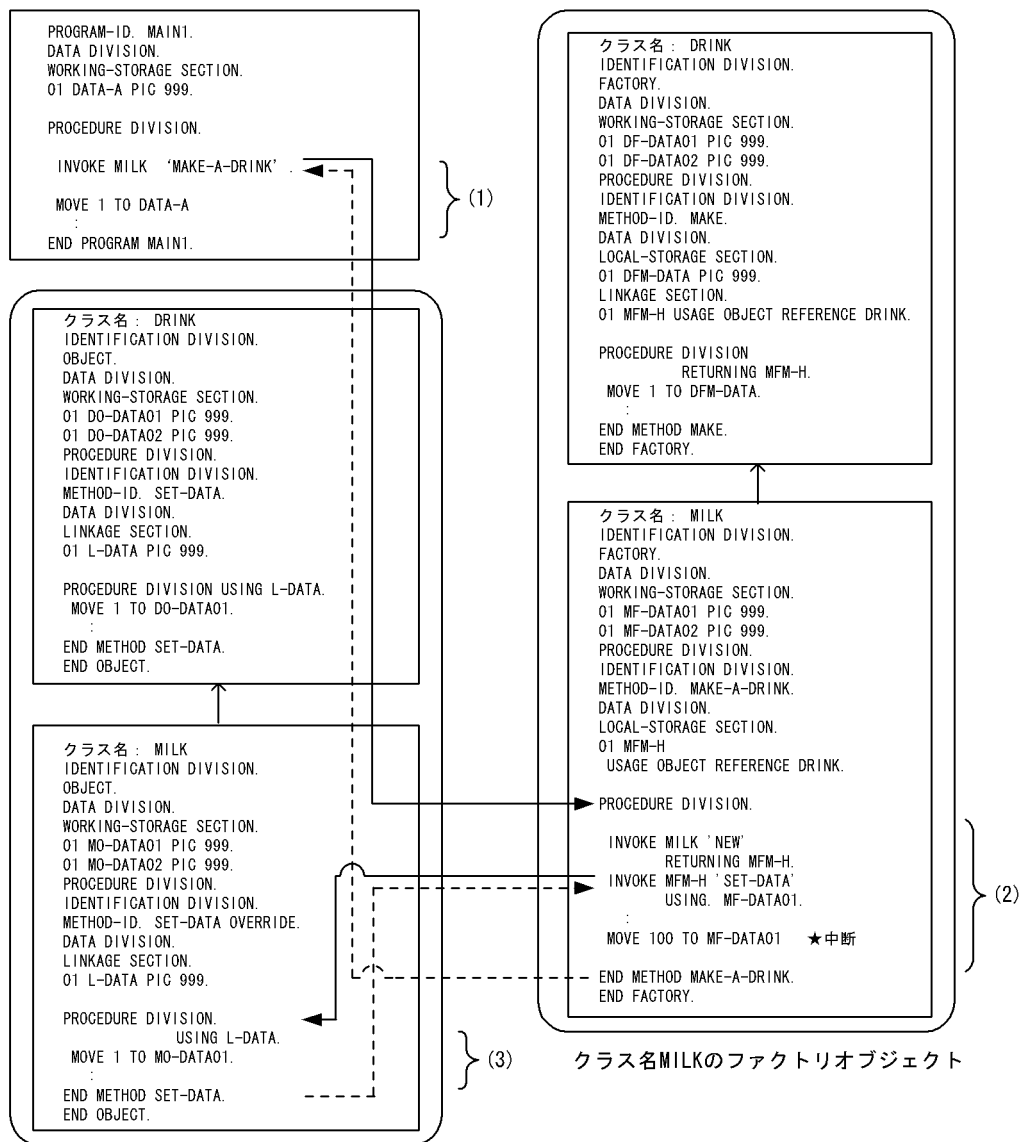 PROGRAM-ID. MAIN1.
DATA DIVISION.
WORKING-STORAGE SECTION.
01 DATA-A PIC 999.
PROCEDURE DIVISION.
INVOKE MILK 'MAKE-A-DRINK'.
MOVE 1 TO DATA-A
:
END PROGRAM MAIN1.
(1)
クラス名： DRINK
IDENTIFICATION DIVISION.
OBJECT.
DATA DIVISION.
WORKING-STORAGE SECTION.
01 DO-DATA01 PIC 999.
01 DO-DATA02 PIC 999.
PROCEDURE DIVISION.
IDENTIFICATION DIVISION.
METHOD-ID. SET-DATA.
DATA DIVISION.
LINKAGE SECTION.
01 L-DATA PIC 999.
PROCEDURE DIVISION USING L-DATA.
MOVE 1 TO DO-DATA01.
:
END METHOD SET-DATA.
END OBJECT.
クラス名： MILK
IDENTIFICATION DIVISION.
OBJECT.
DATA DIVISION.
WORKING-STORAGE SECTION.
01 MO-DATA01 PIC 999.
01 MO-DATA02 PIC 999.
PROCEDURE DIVISION.
IDENTIFICATION DIVISION.
METHOD-ID. SET-DATA OVERRIDE.
DATA DIVISION.
LINKAGE SECTION.
01 L-DATA PIC 999.
PROCEDURE DIVISION.
USING L-DATA.
MOVE 1 TO MO-DATA01.
:
END METHOD SET-DATA.
END OBJECT.
(3)
クラス名： DRINK
IDENTIFICATION DIVISION.
FACTORY.
DATA DIVISION.
WORKING-STORAGE SECTION.
01 DF-DATA01 PIC 999.
01 DF-DATA02 PIC 999.
PROCEDURE DIVISION.
IDENTIFICATION DIVISION.
METHOD-ID. MAKE.
DATA DIVISION.
LOCAL-STORAGE SECTION.
01 DFM-DATA PIC 999.
LINKAGE SECTION.
01 MFM-H USAGE OBJECT REFERENCE DRINK.
PROCEDURE DIVISION
RETURNING MFM-H.
MOVE 1 TO DFM-DATA.
:
END METHOD MAKE.
END FACTORY.
クラス名： MILK
IDENTIFICATION DIVISION.
FACTORY.
DATA DIVISION.
WORKING-STORAGE SECTION.
01 MF-DATA01 PIC 999.
01 MF-DATA02 PIC 999.
PROCEDURE DIVISION.
IDENTIFICATION DIVISION.
METHOD-ID. MAKE-A-DRINK.
DATA DIVISION.
LOCAL-STORAGE SECTION.
01 MFM-H
USAGE OBJECT REFERENCE DRINK.
PROCEDURE DIVISION.
INVOKE MILK 'NEW'
RETURNING MFM-H.
INVOKE MFM-H 'SET-DATA'
USING. MF-DATA01.
:
MOVE 100 TO MF-DATA01 ★中断
END METHOD MAKE-A-DRINK.
END FACTORY.
(2)
クラス名MILKのファクトリオブジェクト